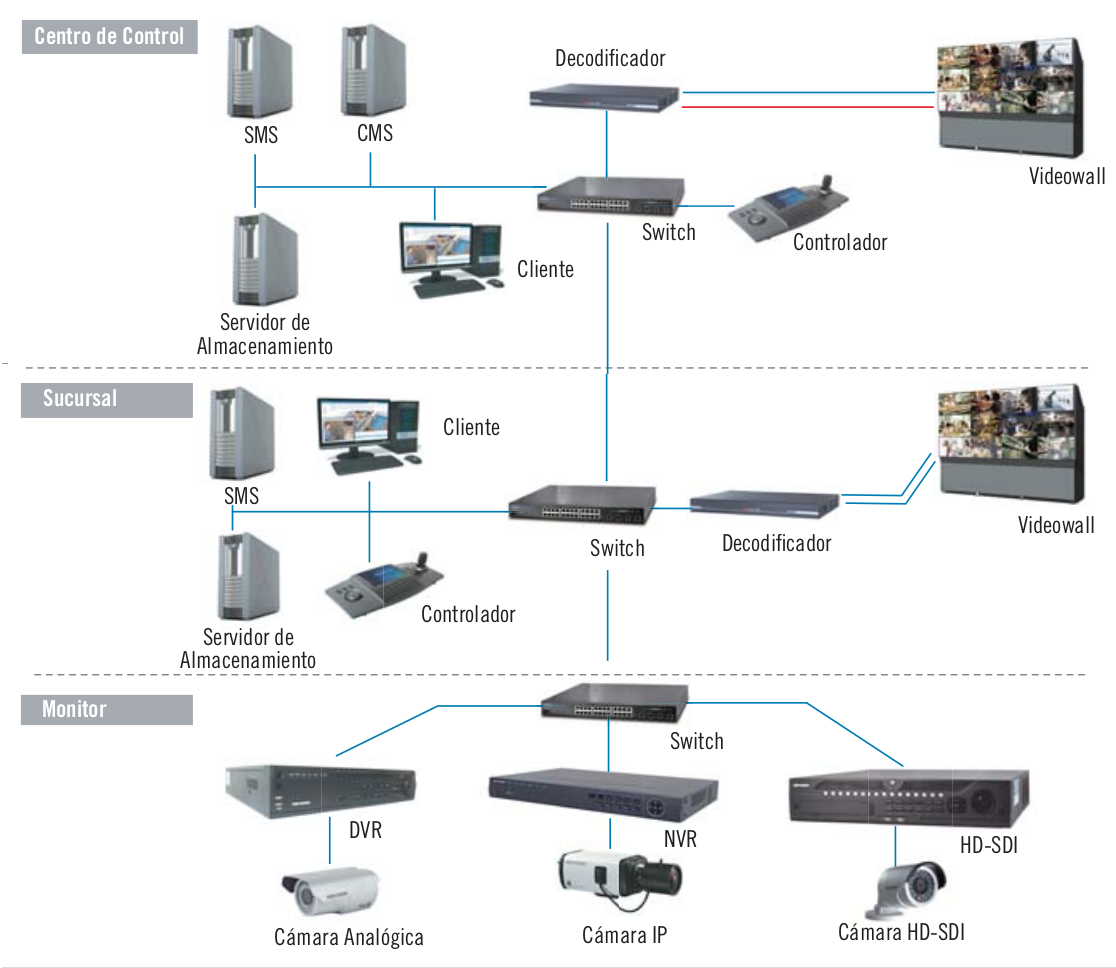 Centro de Control
Decodificador
SMS
CMS
Videowall
Switch
Controlador
Cliente
Servidor de
Almacenamiento
Sucursal
Cliente
SMS
Switch
Decodificador
Videowall
Controlador
Servidor de
Almacenamiento
Monitor
Switch
DVR
NVR
HD-SDI
Cámara Analógica
Cámara IP
Cámara HD-SDI